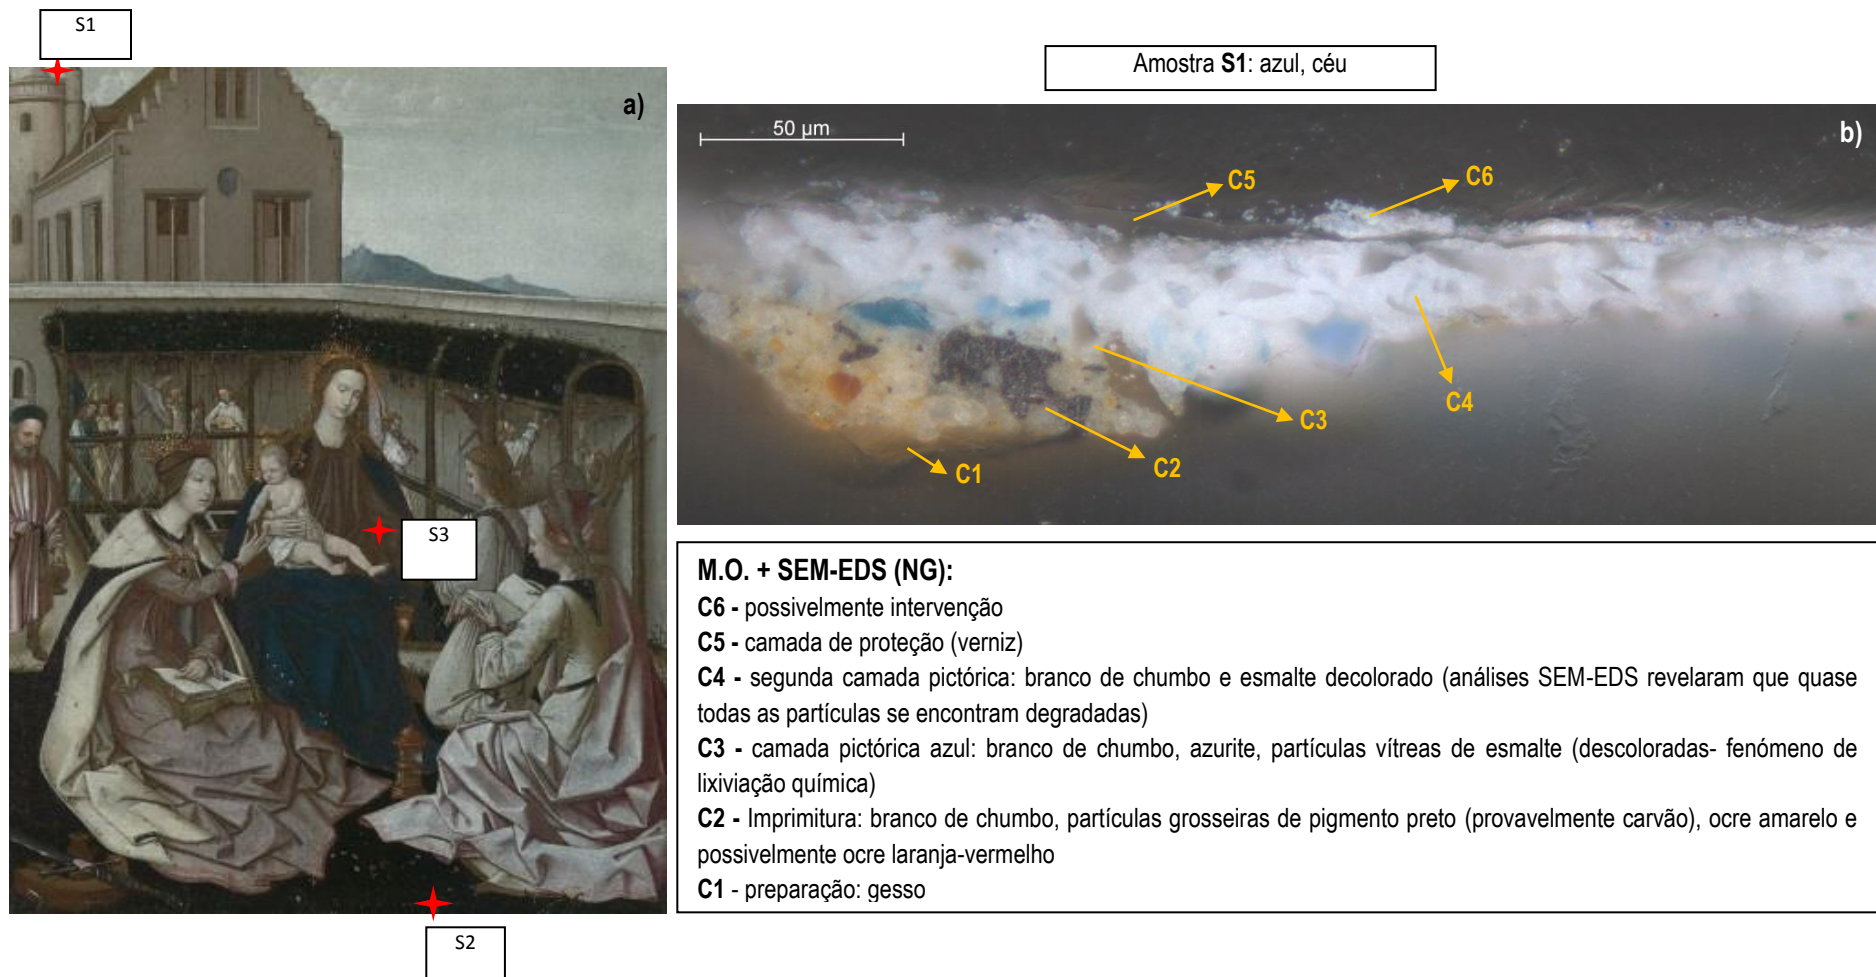 S1
a)
S3
S2
Amostra S1: azul, céu
50 µm
b)
C5
C6
C4
C3
C2
C1
M.O. + SEM-EDS (NG):
C6 - possivelmente intervenção
C5 - camada de proteção (verniz)
C4 - segunda camada pictórica: branco de chumbo e esmalte decolorado (análises SEM-EDS revelaram que quase
todas as partículas se encontram degradadas)
C3 - camada pictórica azul: branco de chumbo, azurite, partículas vítreas de esmalte (descoloradas- fenómeno de
lixiviação química)
C2 - Imprimitura: branco de chumbo, partículas grosseiras de pigmento preto (provavelmente carvão), ocre amarelo e
possivelmente ocre laranja-vermelho
C1 - preparação: gesso